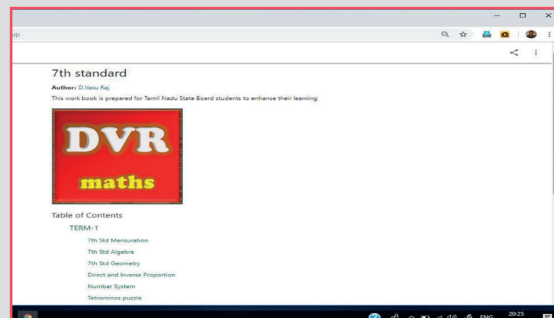 7th standard
Author: D.Vasu Raj
This work book is prepared for Tamil Nadu State Board students to enhance their learning
DVR
maths
Table of Contents
TERM-1
7th Std Mensuration
7th Std Algebra
7th Std Geometry
Direct and Inverse Proportion
Number System
Tetrominos puzzle
ENG
20:25